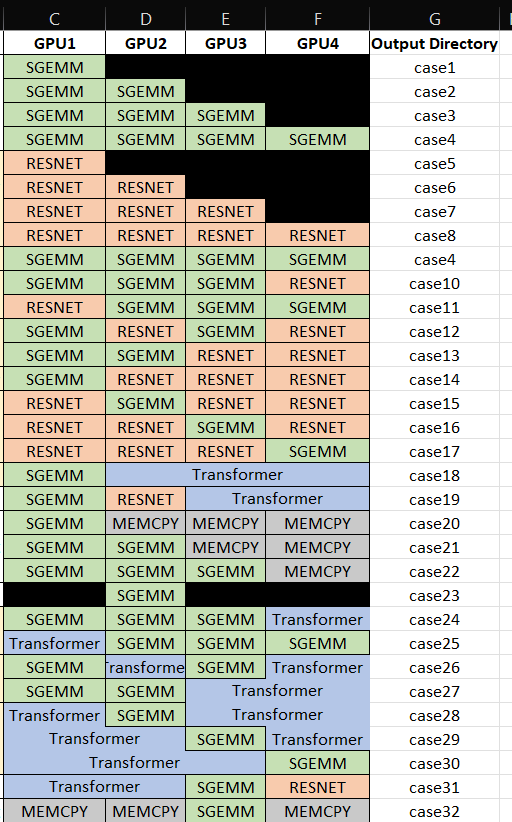 C D E F G
GPU1 GPU2 GPU3 GPU4 Output Directory
SGEMM case1
SGEMM SGEMM case2
SGEMM SGEMM SGEMM case3
SGEMM SGEMM SGEMM SGEMM case4
RESNET case5
RESNET RESNET case6
RESNET RESNET RESNET case7
RESNET RESNET RESNET RESNET case8
SGEMM SGEMM SGEMM SGEMM case4
SGEMM SGEMM SGEMM RESNET case10
RESNET SGEMM SGEMM SGEMM case11
SGEMM RESNET SGEMM RESNET case12
SGEMM SGEMM RESNET RESNET case13
SGEMM RESNET RESNET RESNET case14
RESNET SGEMM RESNET RESNET case15
RESNET RESNET SGEMM RESNET case16
RESNET RESNET RESNET SGEMM case17
SGEMM Transformer case18
SGEMM RESNET Transformer case19
SGEMM MEMCPY MEMCPY MEMCPY case20
SGEMM SGEMM MEMCPY MEMCPY case21
SGEMM SGEMM SGEMM MEMCPY case22
SGEMM case23
SGEMM SGEMM SGEMM Transformer case24
Transformer SGEMM SGEMM SGEMM case25
SGEMM Transforme SGEMM Transformer case26
SGEMM SGEMM Transformer case27
Transformer SGEMM Transformer case28
Transformer SGEMM Transformer case29
Transformer SGEMM case30
Transformer SGEMM RESNET case31
MEMCPY MEMCPY SGEMM MEMCPY case32